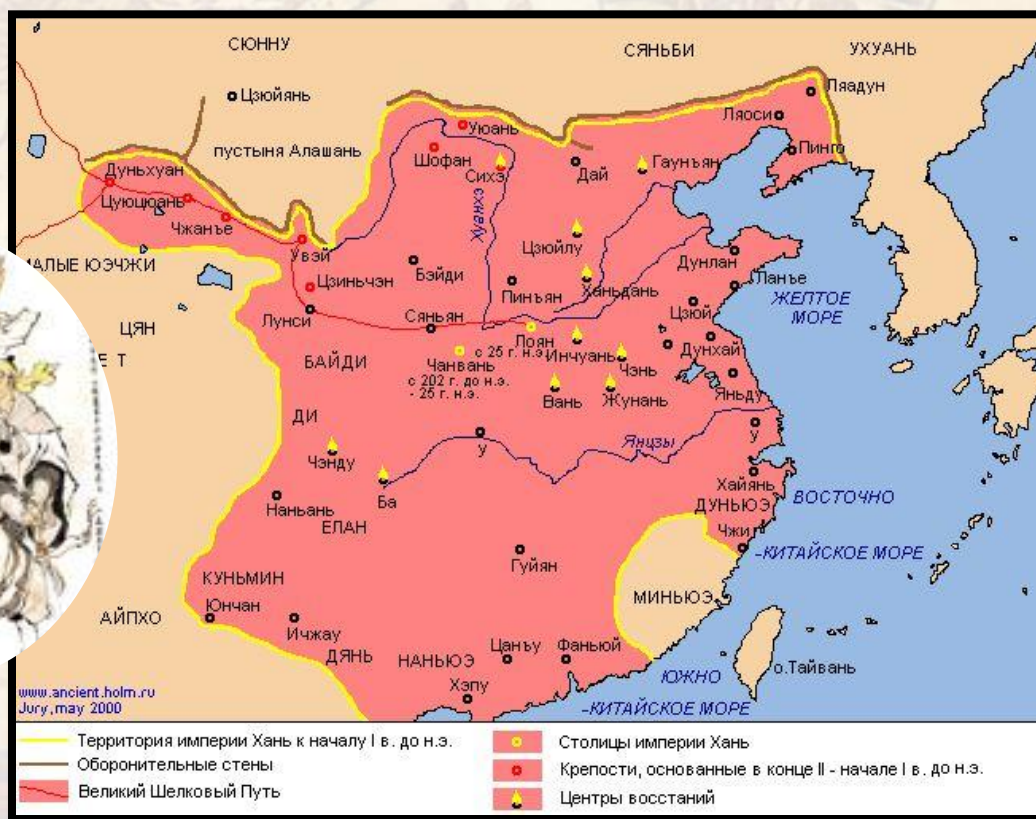 СЮННУ
СЯНЬБИ
УХУАНЬ
Цзюйянь
Ляадун
Ляоси
Уюань
пустыня Алашань
Шофан
Пинго
Сихэ
Дай
Гаунъян
Дуньхуан
Цуюцюань
Хуанхэ
Чжанъе
Цзюйлу
Увэй
Дунлан
МАЛЫЕ ЮЭЧЖИ
Бэйди
Цзиньчэн
Пинъян
Ханьдань
Ланъе
ЖЕЛТОЕ
МОРЕ
Цзюй
ЦЯН
Лунси
Сяньян
Лоян
Е Т
БАЙДИ
с 25 г. н.э.
Инчуань
Дунхай
Чанвань
Чэнь
с 202 г. до н.э.
- 25 г. н.э.
Вань
Жунань
Яньду
ДИ
Янцзы
У
У
Чэнду
Хайянь
Ба
ВОСТОЧНО
ДУНЬЮЭ
Наньань
ЕЛАН
Чжи
-КИТАЙСКОЕ МОРЕ
Гуйян
КУНЬМИН
МИНЬЮЭ
Юнчан
АЙПХО
Ичжау
Цанъу
Фаньюй
ДЯНЬ
НАНЬЮЭ
о.Тайвань
ЮЖНО
Хэпу
-КИТАЙСКОЕ МОРЕ
www.ancient.holm.ru
Jury,may 2000
Территория империи Хань к началу I в. до н.э.
Оборонительные стены
Великий Шелковый Путь
Столицы империи Хань
Крепости, основанные в конце II - начале I в. до н.э.
Центры восстаний